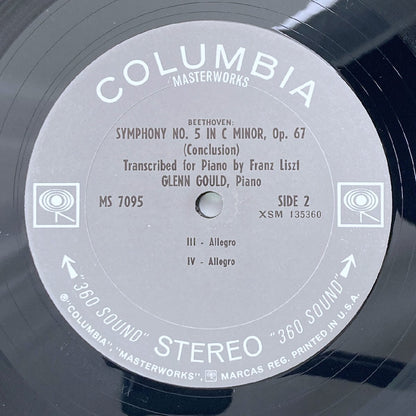 COLUMBIA
MASTERWORKS
BEETHOVEN:
SYMPHONY NO. 5 IN C MINOR, Op. 67
(Conclusion)
Transcribed for Piano by Franz Liszt
GLENN GOULD, Piano
MS 7095
SIDE 2
XSM 135360
III - Allegro
IV - Allegro
"360 SOUND" STEREO "360 SOUND"
℗"COLUMBIA", "MASTERWORKS", MARCAS REG. PRINTED IN U.S.A.